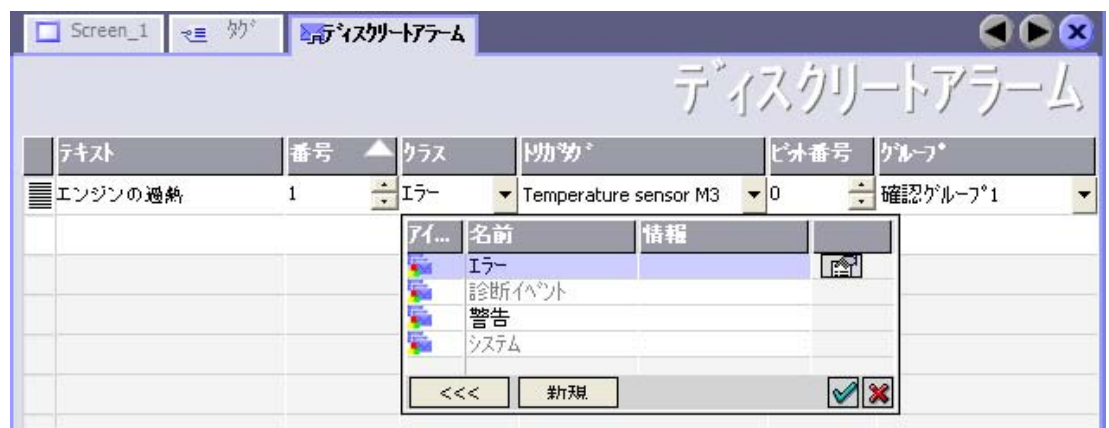 Screen_1 ﾀｸﾞ ﾃﾞｨｽｸﾘｰﾄｱﾗｰﾑ
ディスクリートアラーム
ﾃｷｽﾄ 番号 ｸﾗｽ ﾄﾘｶﾞﾀｸﾞ ﾋﾞｯﾄ番号 ｸﾞﾙｰﾌﾟ
エンジンの過熱 1 ｴﾗｰ Temperature sensor M3 0 確認ｸﾞﾙｰﾌﾟ1
ｱｲ... 名前 情報
エラー
診断ｲﾍﾞﾝﾄ
警告
ｼｽﾃﾑ
<<< 新規